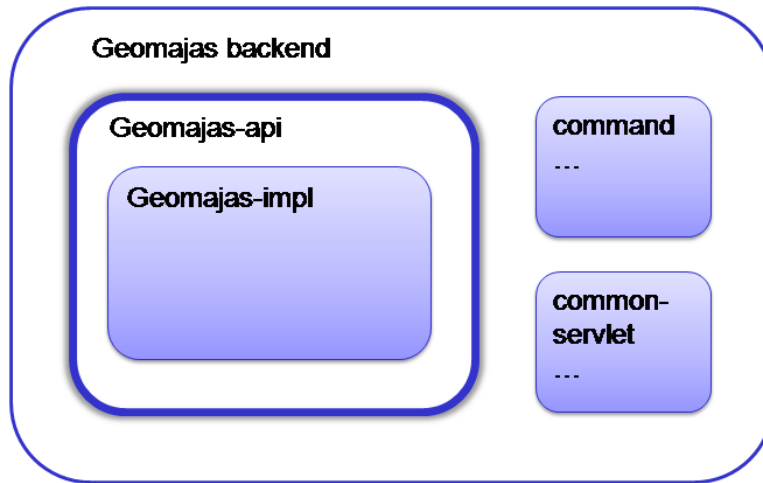 Geomajas backend
Geomajas-api
Geomajas-impl
command
...
common-
servlet
...